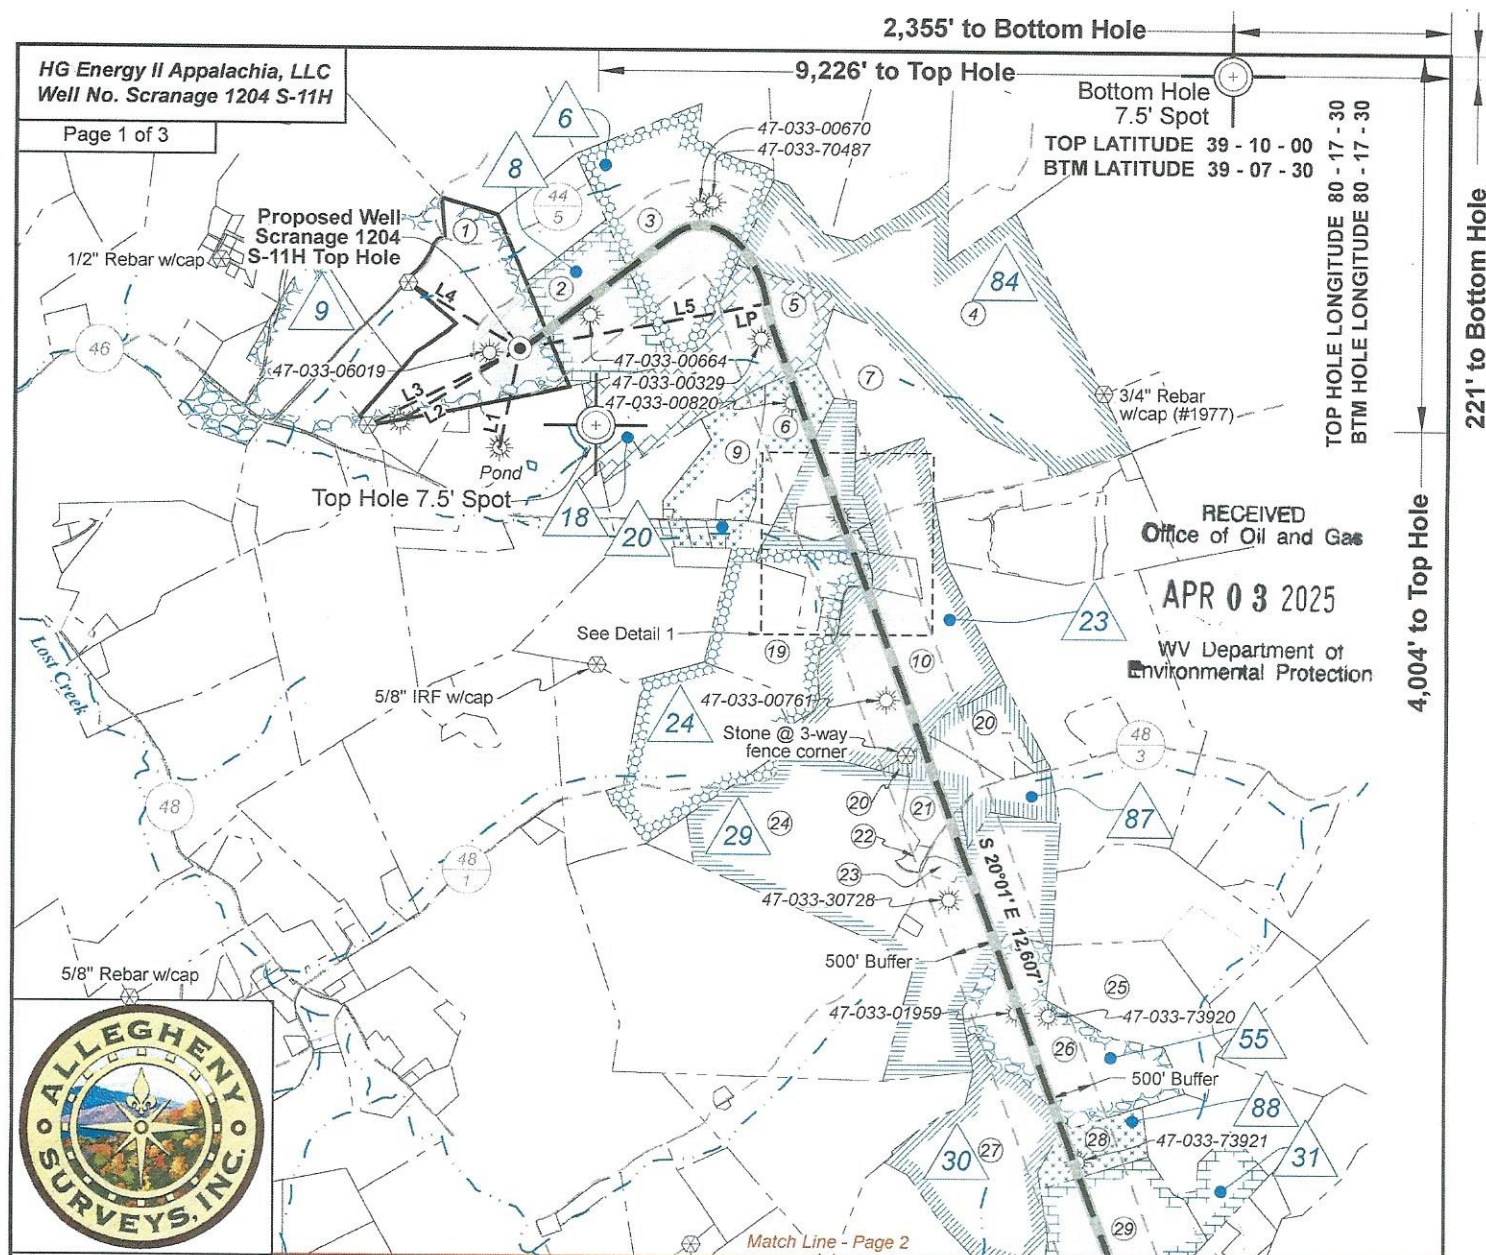 2,355' to Bottom Hole
HG Energy II Appalachia, LLC
Well No. Scranage 1204 S-11H
Page 1 of 3
9,226' to Top Hole
Bottom Hole
7.5' Spot
TOP LATITUDE 39 - 10 - 00
BTM LATITUDE 39 - 07 - 30
TOP HOLE LONGITUDE 80 - 17 - 30
BTM HOLE LONGITUDE 80 - 17 - 30
221' to Bottom Hole
4,004' to Top Hole
6
47-033-00670
47-033-70487
8
44
5
3
Proposed Well
Scranage 1204
S-11H Top Hole
1
1/2" Rebar w/cap
2
84
4
5
9
L4
L5
LP
46
47-033-06019
47-033-00664
47-033-00329
47-033-00820
7
3/4" Rebar
w/cap (#1977)
L3
L2
L1
6
9
Pond
Top Hole 7.5' Spot
18
20
RECEIVED
Office of Oil and Gas
APR 03 2025
WV Department of
Environmental Protection
23
See Detail 1
19
10
Lost Creek
5/8" IRF w/cap
47-033-00761
24
Stone @ 3-way
fence corner
20
48
3
48
20
21
87
29
24
22
48
1
23
S 20°01' E 12,607'
47-033-30728
500' Buffer
5/8" Rebar w/cap
25
47-033-01959
47-033-73920
55
26
500' Buffer
88
28
47-033-73921
30
27
31
29
ALLEGHENY
SURVEYS, INC.
Match Line - Page 2